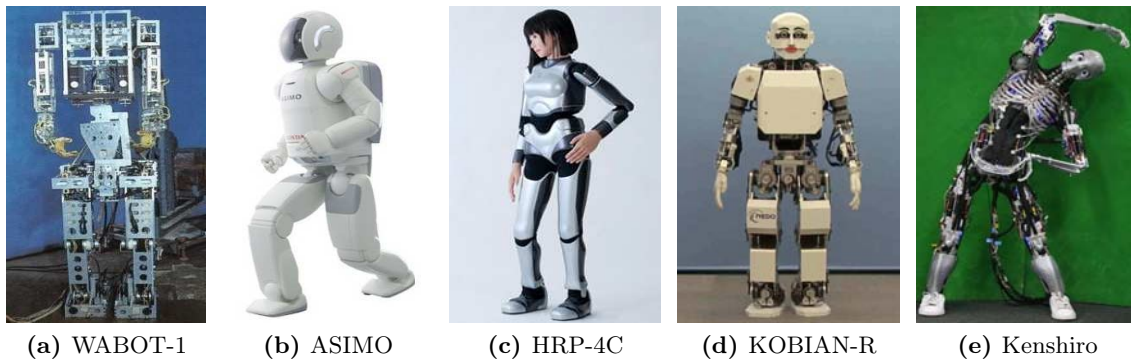 ASIMO
(a) WABOT-1
(b) ASIMO
(c) HRP-4C
(d) KOBIAN-R
(e) Kenshiro